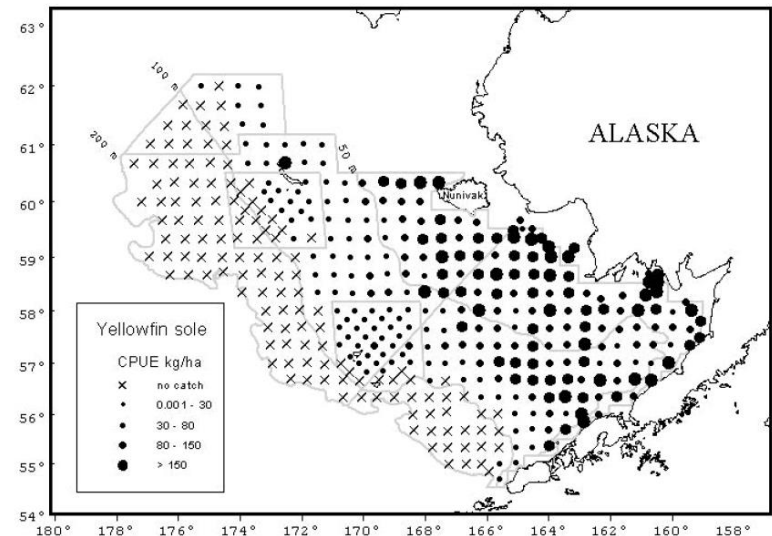 63°
62°
61°
60°
59°
58°
57°
56°
55°
54°
100 m
200 m
50 m
ALASKA
Nunivak
Yellowfin sole
CPUE kg/ha
no catch
0.001 - 30
30 - 80
80 - 150
> 150
180° 178° 176° 174° 172° 170° 168° 166° 164° 162° 160° 158°